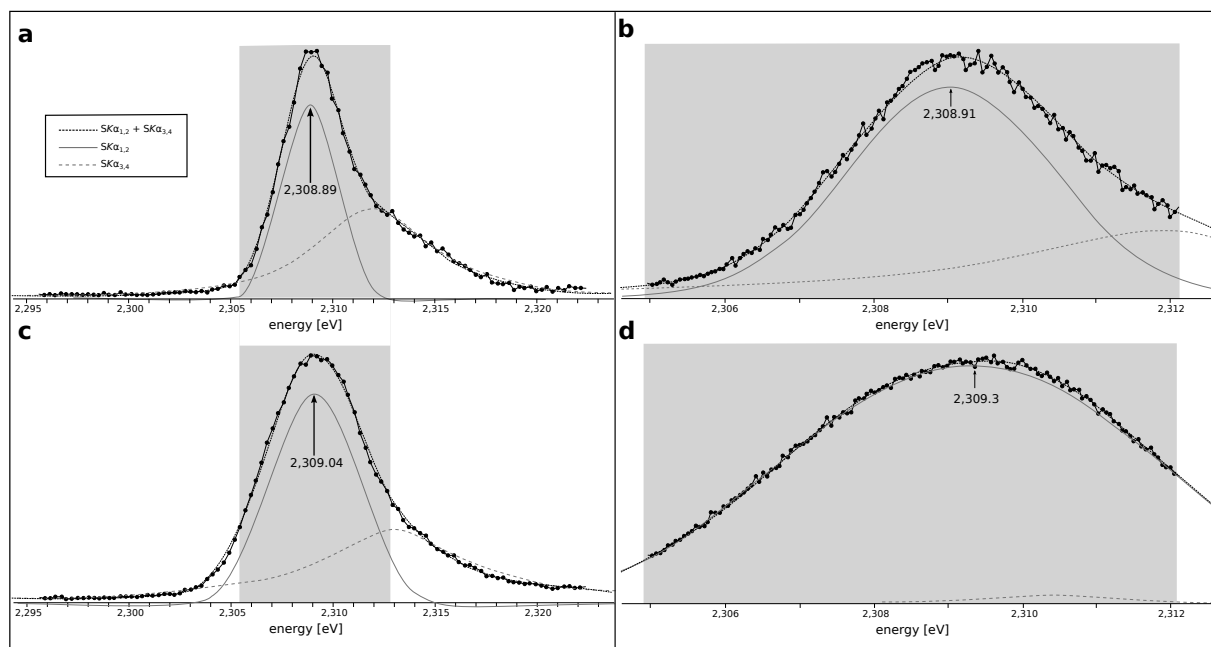 a
SKα1,2 + SKα3,4
SKα1,2
SKα3,4
2,308.89
2,295 2,300 2,305 2,310 2,315 2,320
energy [eV]
b
2,308.91
2,306 2,308 2,310 2,312
energy [eV]
c
2,309.04
2,295 2,300 2,305 2,310 2,315 2,320
energy [eV]
d
2,309.3
2,306 2,308 2,310 2,312
energy [eV]